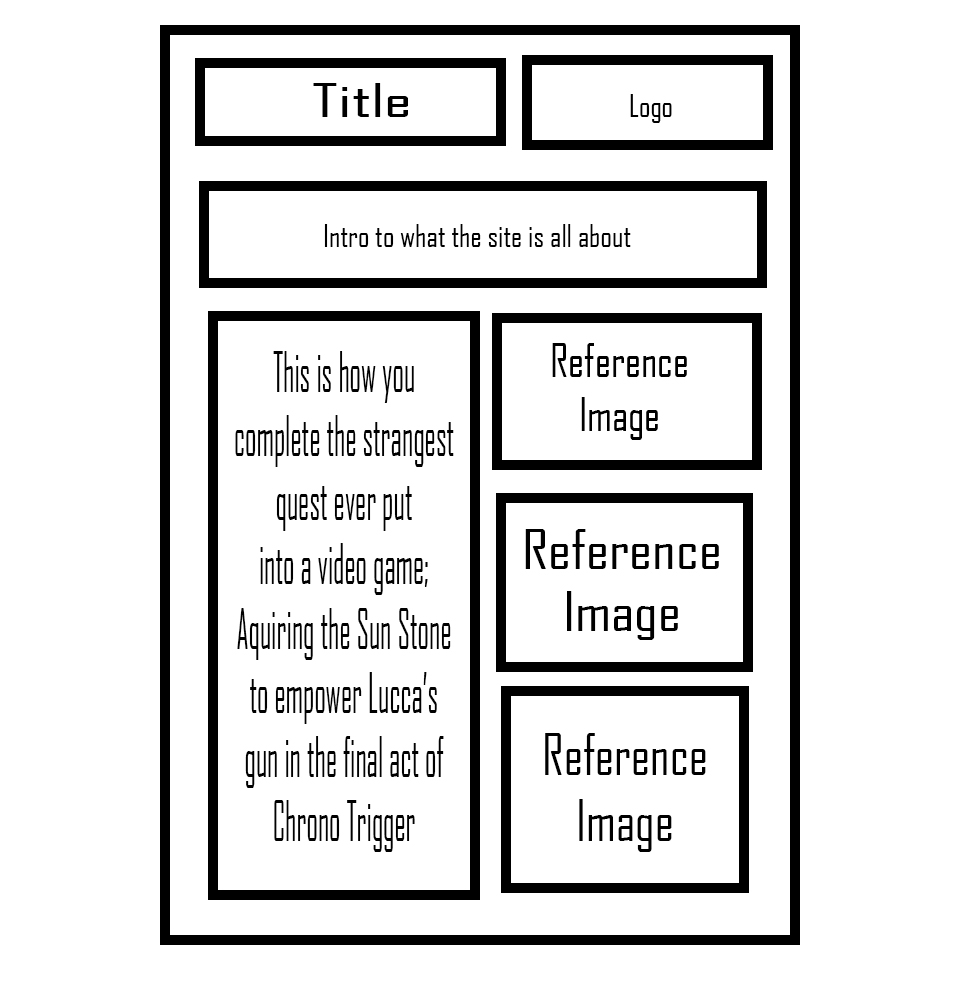 Title
Logo
Intro to what the site is all about
This is how you
complete the strangest
quest ever put
into a video game;
Aquiring the Sun Stone
to empower Lucca's
gun in the final act of
Chrono Trigger
Reference
Image
Reference
Image
Reference
Image